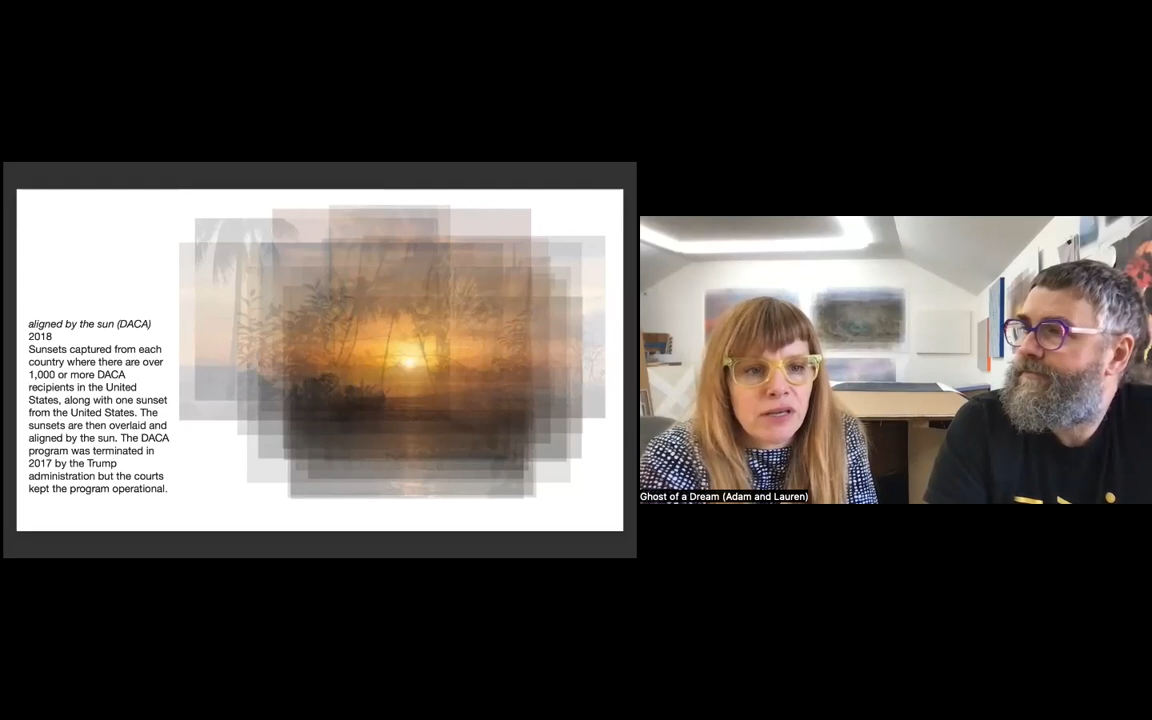 aligned by the sun (DACA)
2018
Sunsets captured from each
country where there are over
1,000 or more DACA
recipients in the United
States, along with one sunset
from the United States. The
sunsets are then overlaid and
aligned by the sun. The DACA
program was terminated in
2017 by the Trump
administration but the courts
kept the program operational.
Ghost of a Dream (Adam and Lauren)